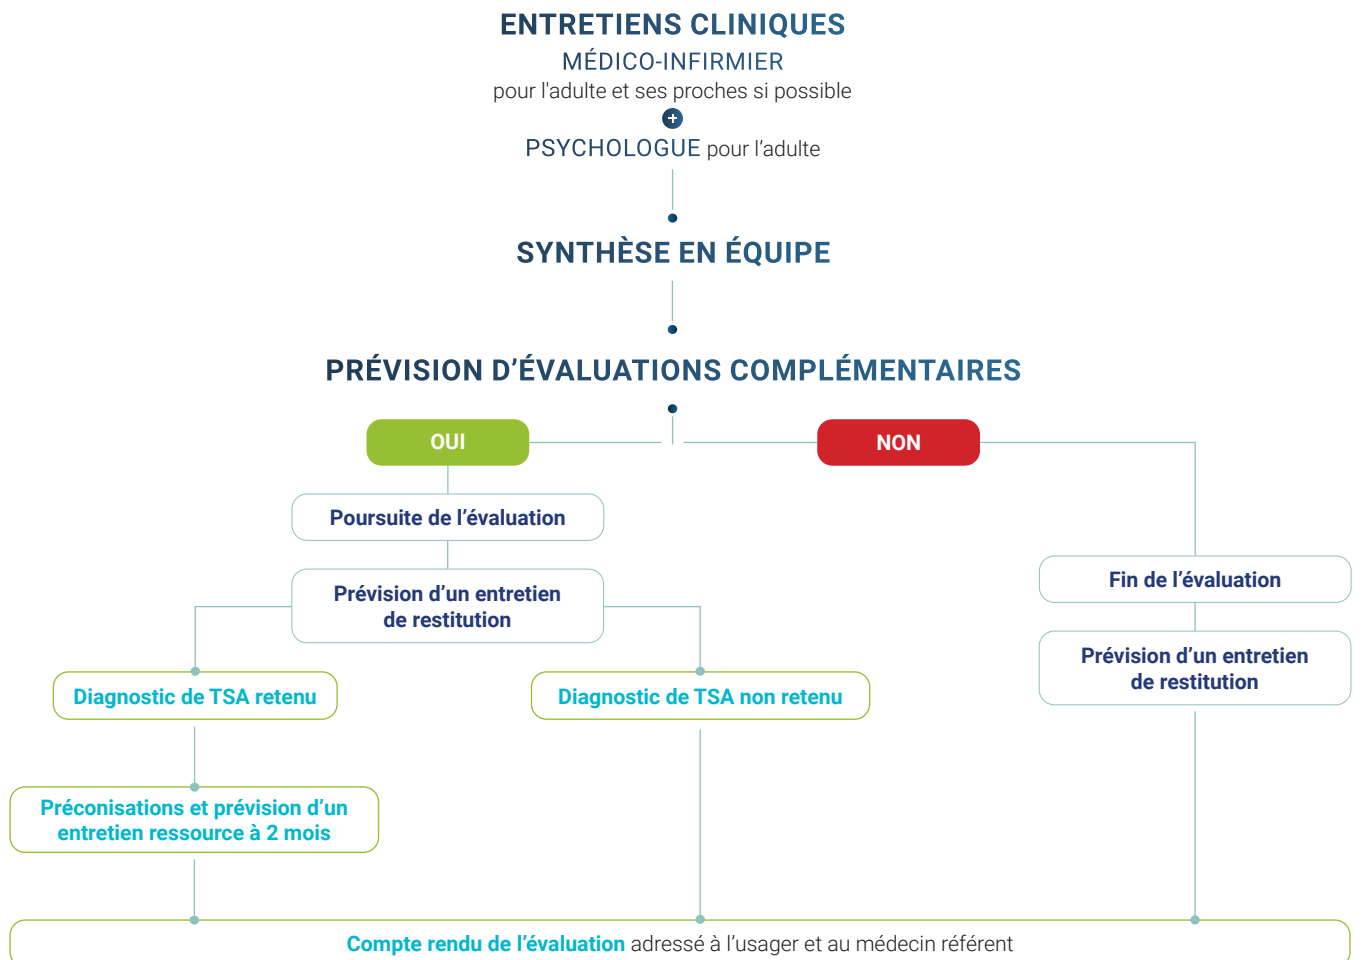 ENTRETIENS CLINIQUES
MÉDICO-INFIRMIER
pour l'adulte et ses proches si possible
+
PSYCHOLOGUE pour l’adulte
SYNTHÈSE EN ÉQUIPE
PRÉVISION D’ÉVALUATIONS COMPLÉMENTAIRES
OUI
NON
Poursuite de l’évaluation
Prévision d’un entretien
de restitution
Fin de l’évaluation
Prévision d’un entretien
de restitution
Diagnostic de TSA retenu
Diagnostic de TSA non retenu
Préconisations et prévision d’un
entretien ressource à 2 mois
Compte rendu de l’évaluation adressé à l’usager et au médecin référent